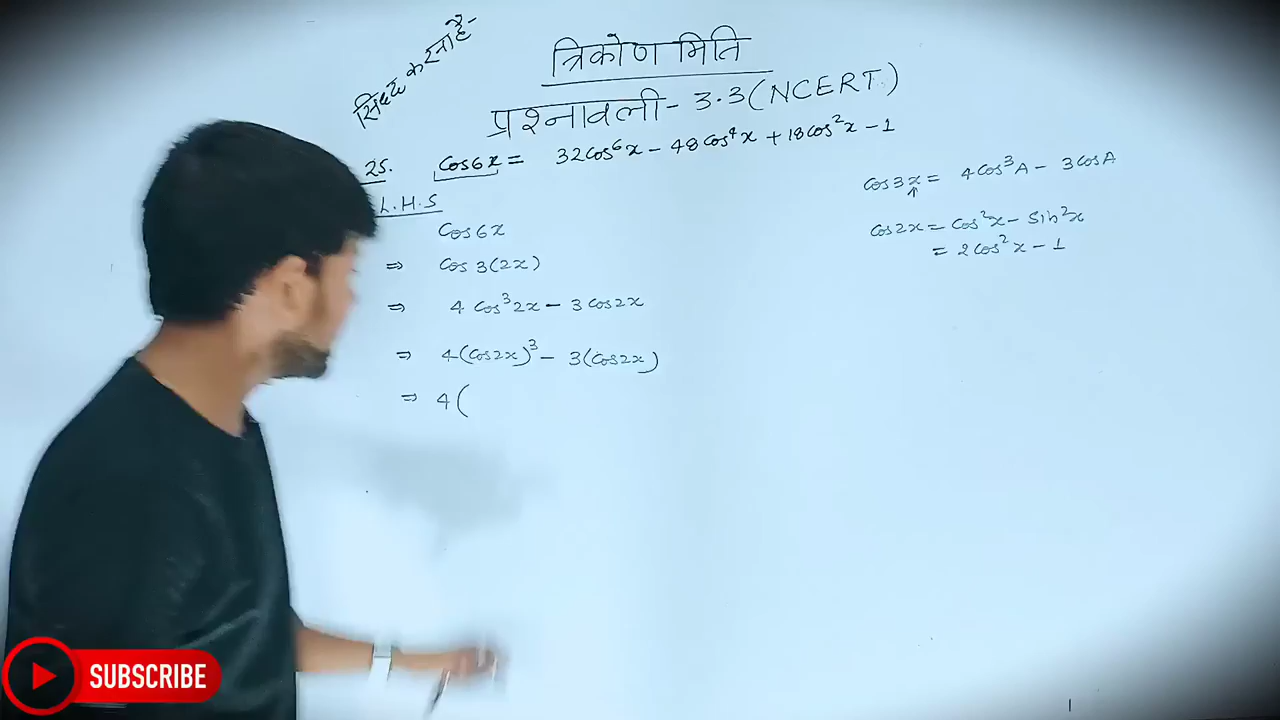 सिद्ध करना है-
त्रिकोणमिति
प्रश्नावली - 3.3 (NCERT)
25. cos6x = 32cos⁶x - 48cos⁴x + 18cos²x - 1
L.H.S
cos6x
⇒ cos 3(2x)
⇒ 4 cos³2x - 3 cos2x
⇒ 4(cos2x)³ - 3(cos2x)
⇒ 4(
cos3x = 4cos³A - 3cosA
↑
cos2x = cos²x - sin²x
= 2cos²x - 1
SUBSCRIBE